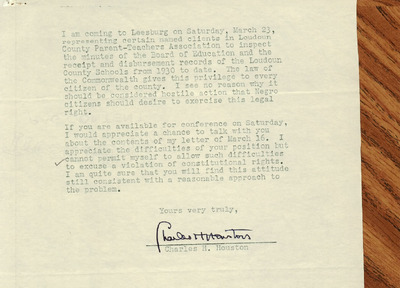 I am coming to Leesburg on Saturday, March 23,
representing certain named clients in Loudoun
County Parent-Teachers Association to inspect
the minutes of the Board of Education and the
receipt and disbursement records of the Loudoun
County Schools from 1930 to date. The law of
the Commonwealth gives this privilege to every
citizen of the county. I see no reason why it
should be considered hostile action that Negro
citizens should desire to exercise this legal
right.
If you are available for conference on Saturday,
I would appreciate a chance to talk with you
about the contents of my letter of March 16. I
appreciate the difficulties of your position but
cannot permit myself to allow such difficulties
to excuse a violation of constitutional rights.
I am quite sure that you will find this attitude
still consistent with a reasonable approach to
the problem.
Yours very truly,
Charles H Houston
Charles H. Houston